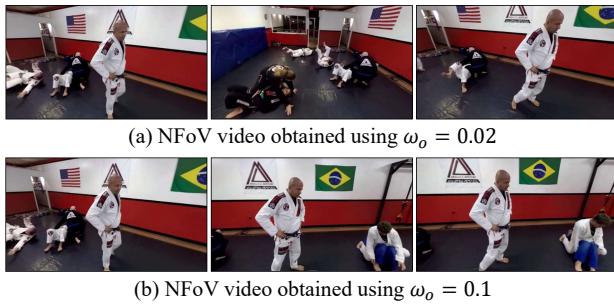 (a) NFoV video obtained using ω_o = 0.02
(b) NFoV video obtained using ω_o = 0.1